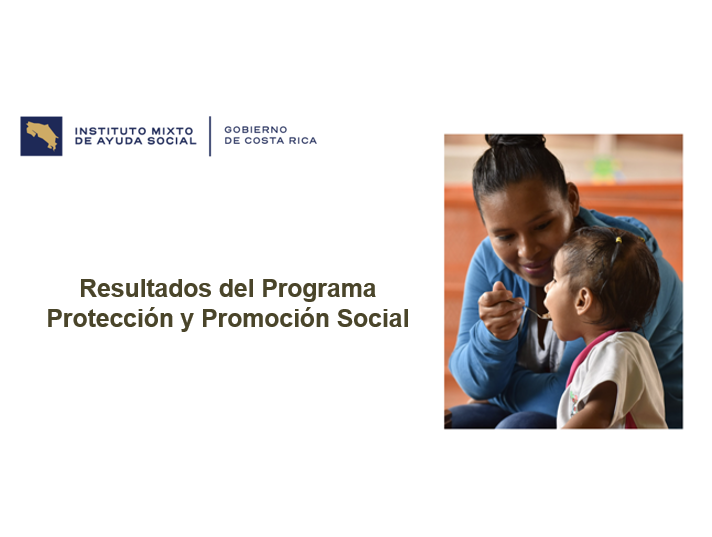 INSTITUTO MIXTO
DE AYUDA SOCIAL
GOBIERNO
DE COSTA RICA
Resultados del Programa
Protección y Promoción Social